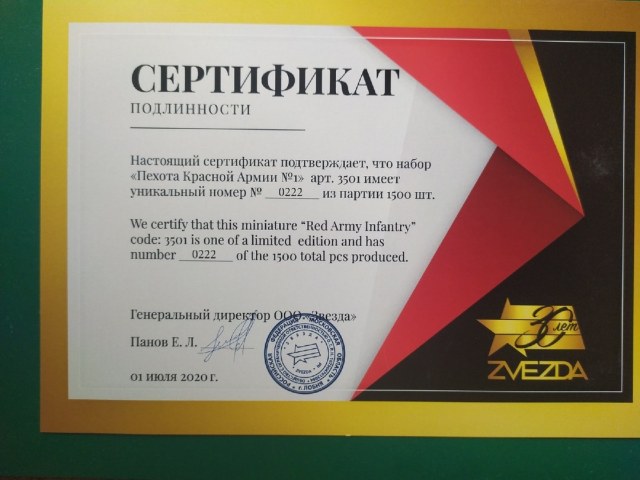 СЕРТИФИКАТ
ПОДЛИННОСТИ
Настоящий сертификат подтверждает, что набор
«Пехота Красной Армии №1» арт. 3501 имеет
уникальный номер № 0222 из партии 1500 шт.
We certify that this miniature “Red Army Infantry”
code: 3501 is one of a limited edition and has
number 0222 of the 1500 total pcs produced.
Генеральный директор ООО «Звезда»
Панов Е. Л.
01 июля 2020 г.
30 лет
ZVEZDA